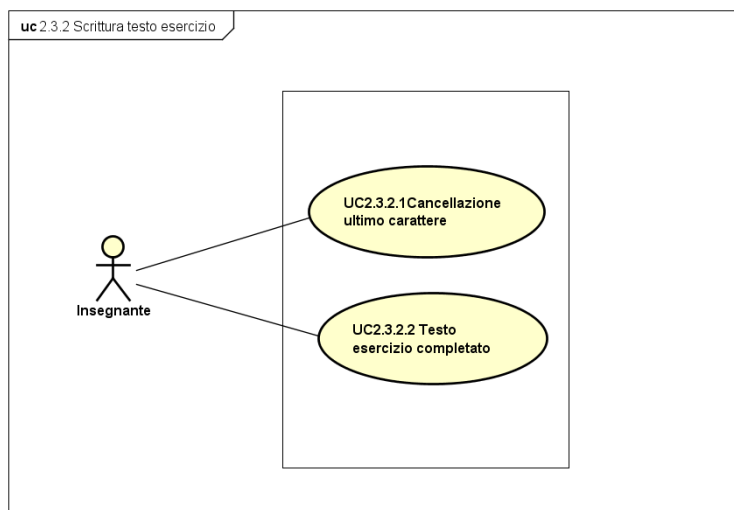 uc 2.3.2 Scrittura testo esercizio
UC2.3.2.1Cancellazione
ultimo carattere
Insegnante
UC2.3.2.2 Testo
esercizio completato